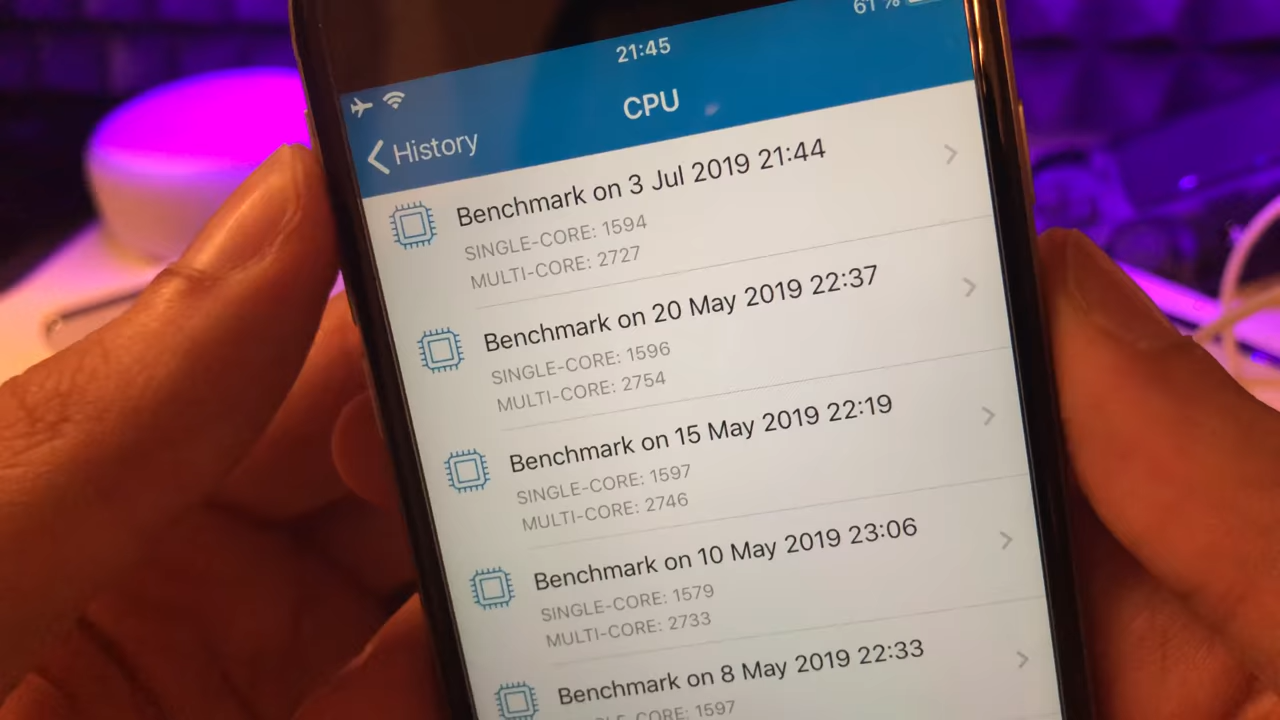 61 %
21:45
CPU
History
Benchmark on 3 Jul 2019 21:44
SINGLE-CORE: 1594
MULTI-CORE: 2727
Benchmark on 20 May 2019 22:37
SINGLE-CORE: 1596
MULTI-CORE: 2754
Benchmark on 15 May 2019 22:19
SINGLE-CORE: 1597
MULTI-CORE: 2746
Benchmark on 10 May 2019 23:06
SINGLE-CORE: 1579
MULTI-CORE: 2733
Benchmark on 8 May 2019 22:33
SINGLE-CORE: 1597